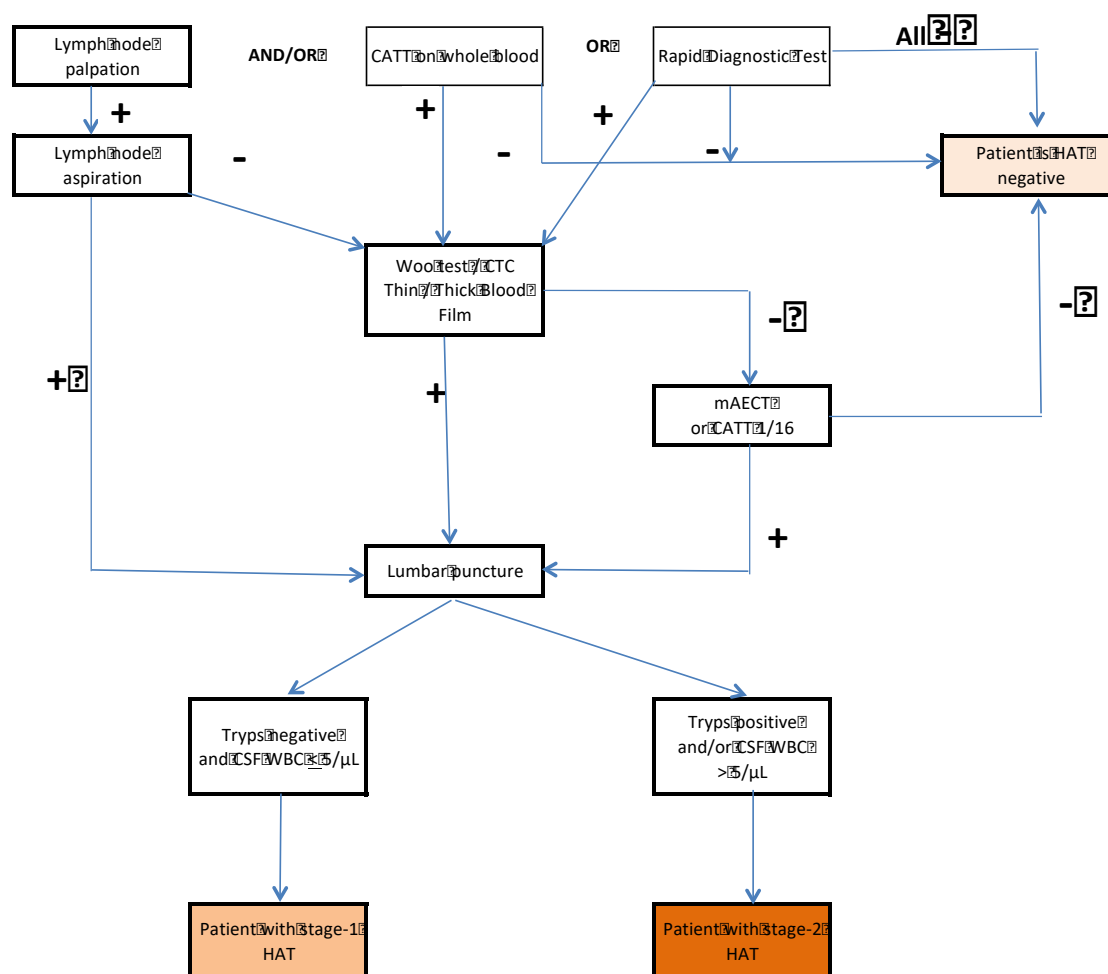 Lymph node
palpation
AND/OR
CATT on whole blood
OR
Rapid Diagnostic Test
All -
+
+
+
Lymph node
aspiration
-
-
-
Patient is HAT
negative
Woo test / CTC
Thin / Thick Blood
Film
-
-
+
+
mAECT
or CATT 1/16
+
Lumbar puncture
Tryps negative
and CSF WBC ≤ 5/µL
Tryps positive
and/or CSF WBC
> 5/µL
Patient with stage-1
HAT
Patient with stage-2
HAT